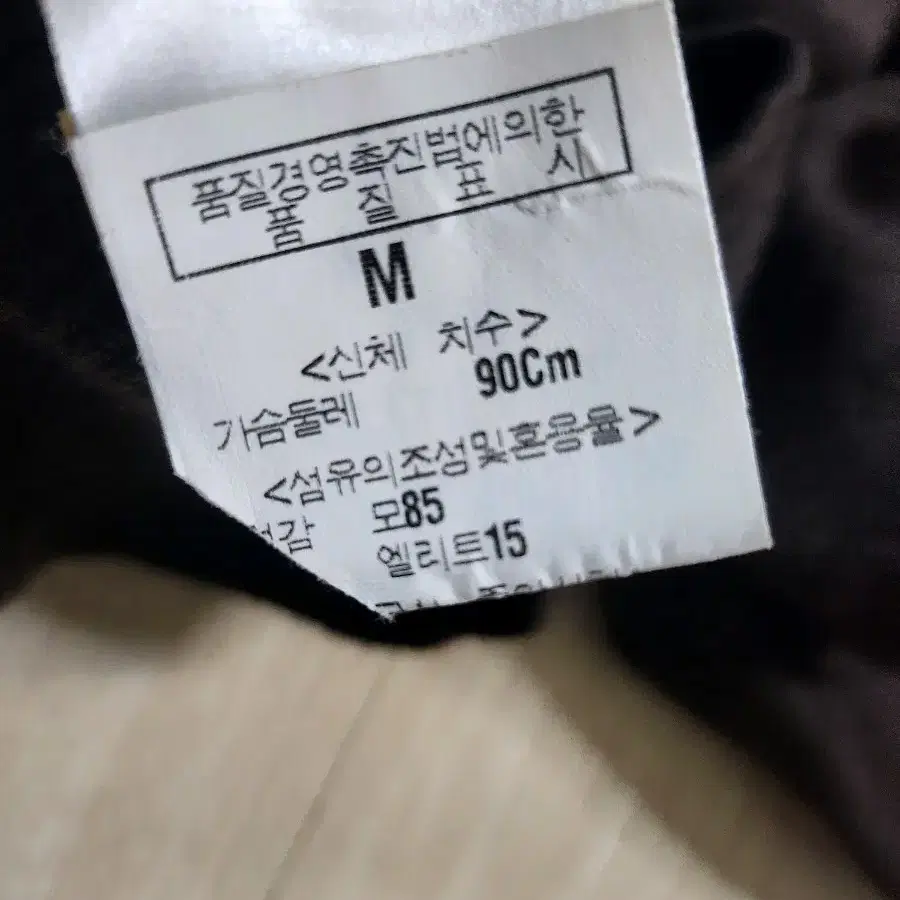 품질경영촉진법에의한
품 질 표 시
M
<신체 치수>
가슴둘레 90Cm
<섬유의조성및혼용율>
모85
엘리트15